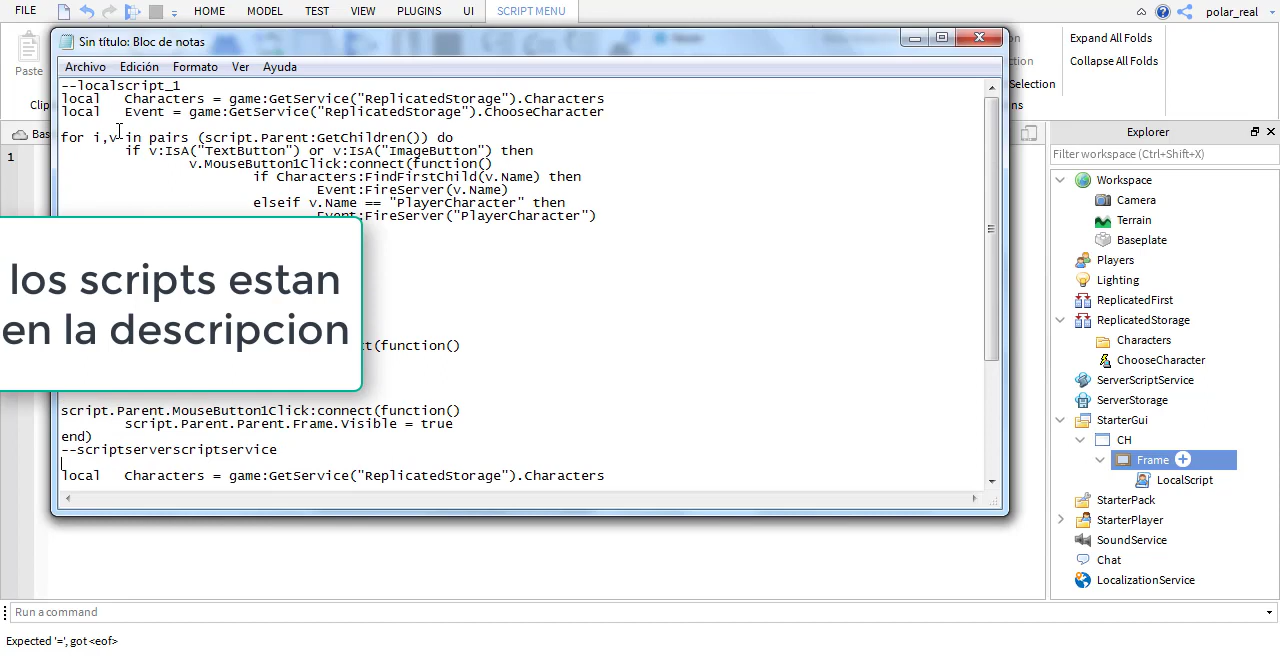 FILE
HOME
MODEL
TEST
VIEW
PLUGINS
UI
SCRIPT MENU
polar_real
Sin título: Bloc de notas
Expand All Folds
Paste
Collapse All Folds
Archivo Edición Formato Ver Ayuda
Selection
--localscript_1
local Characters = game:GetService("ReplicatedStorage").Characters
local Event = game:GetService("ReplicatedStorage").ChooseCharacter
for i,v in pairs (script.Parent:GetChildren()) do
if v:IsA("TextButton") or v:IsA("ImageButton") then
v.MouseButton1Click:connect(function()
if Characters:FindFirstChild(v.Name) then
Event:FireServer(v.Name)
elseif v.Name == "PlayerCharacter" then
Event:FireServer("PlayerCharacter")
los scripts estan
en la descripcion
(function()
script.Parent.MouseButton1Click:connect(function()
script.Parent.Parent.Frame.Visible = true
end)
--scriptserverscriptservice
local Characters = game:GetService("ReplicatedStorage").Characters
1
Explorer
Filter workspace (Ctrl+Shift+X)
Workspace
Camera
Terrain
Baseplate
Players
Lighting
ReplicatedFirst
ReplicatedStorage
Characters
ChooseCharacter
ServerScriptService
ServerStorage
StarterGui
CH
Frame
LocalScript
StarterPack
StarterPlayer
SoundService
Chat
LocalizationService
Run a command
Expected '=', got <eof>